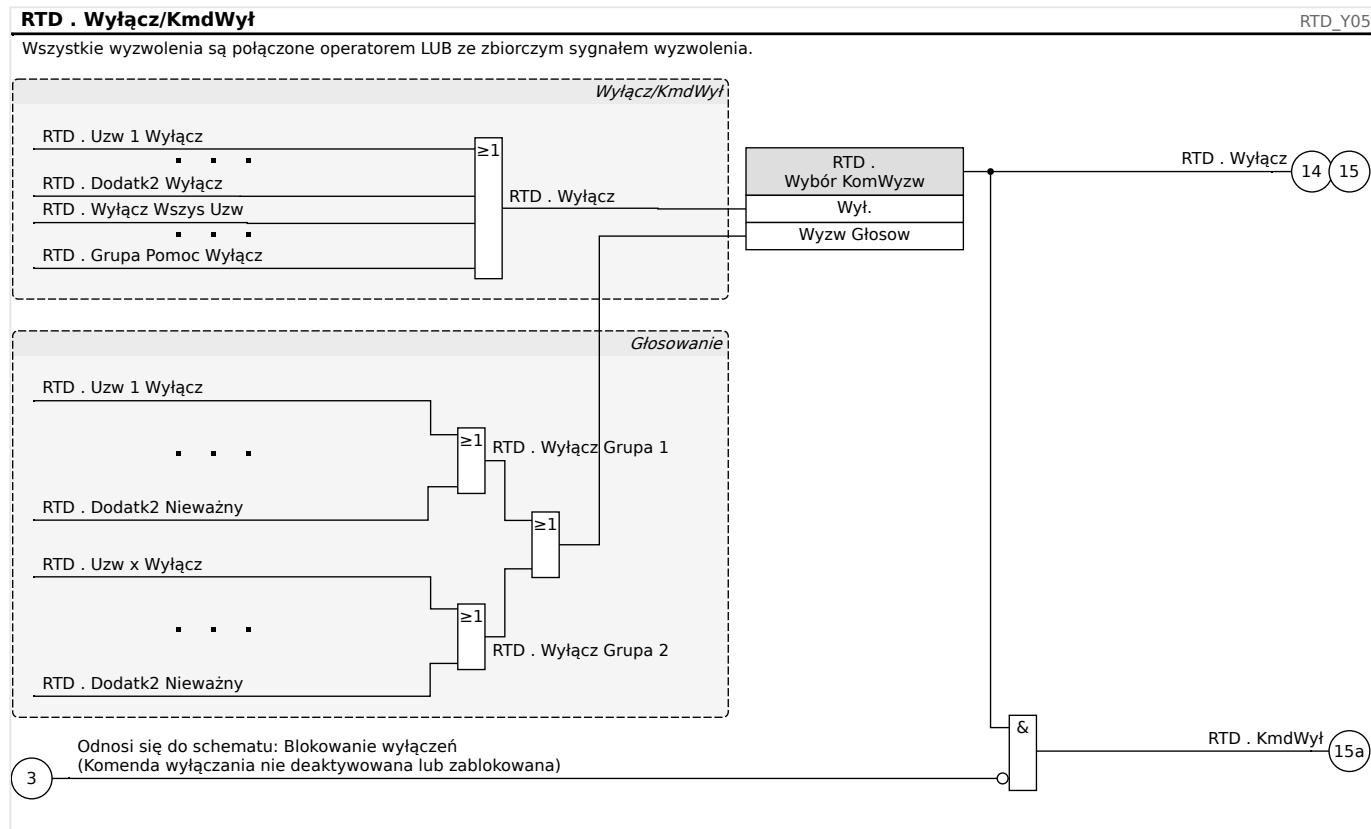 RTD . Wyłącz/KmdWył
RTD_Y05
Wszystkie wyzwolenia są połączone operatorem LUB ze zbiorczym sygnałem wyzwolenia.
Wyłącz/KmdWył
RTD . Uzw 1 Wyłącz
RTD . Dodatk2 Wyłącz
RTD . Wyłącz Wszys Uzw
RTD . Grupa Pomoc Wyłącz
≥1
RTD . Wyłącz
RTD .
Wybór KomWyzw
Wył.
Wyzw Głosow
RTD . Wyłącz
14
15
Głosowanie
RTD . Uzw 1 Wyłącz
≥1
RTD . Wyłącz Grupa 1
RTD . Dodatk2 Nieważny
≥1
RTD . Uzw x Wyłącz
≥1
RTD . Wyłącz Grupa 2
RTD . Dodatk2 Nieważny
3
Odnosi się do schematu: Blokowanie wyłączeń
(Komenda wyłączania nie deaktywowana lub zablokowana)
&
RTD . KmdWył
15a